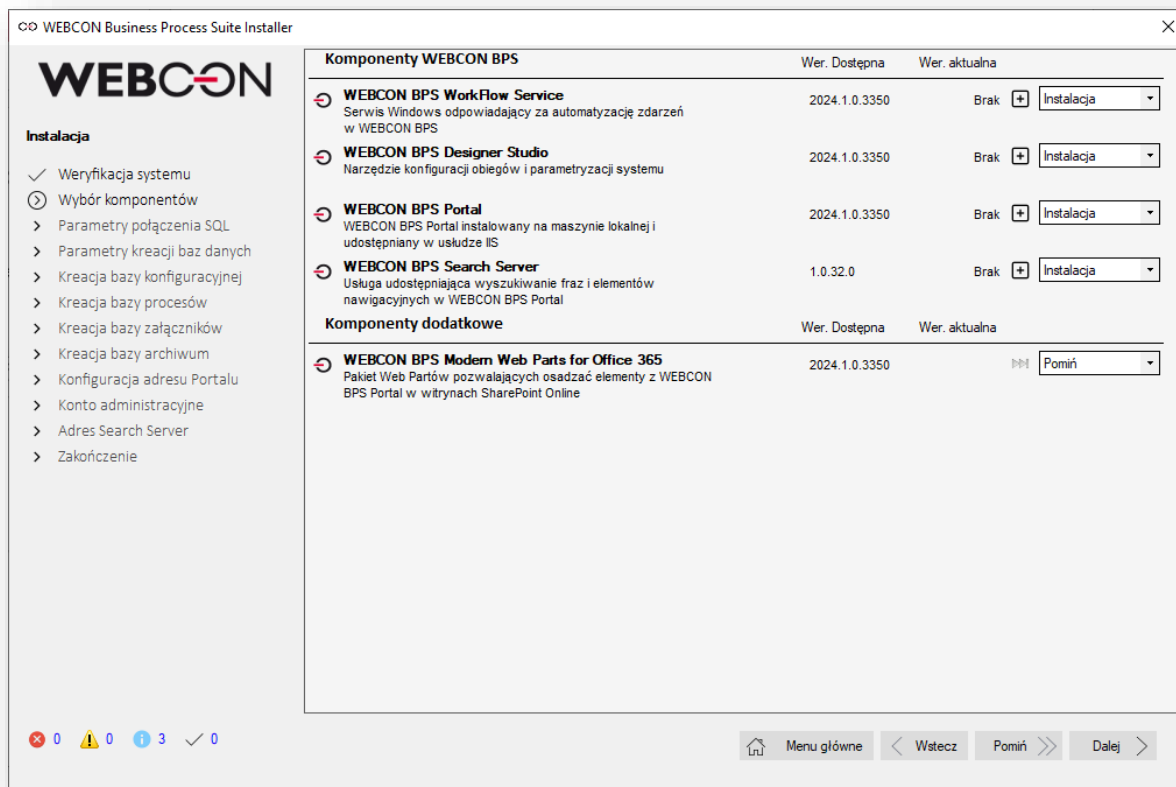 WEBCON Business Process Suite Installer
WEBCON
Instalacja
Weryfikacja systemu
Wybór komponentów
Parametry połączenia SQL
Parametry kreacji baz danych
Kreacja bazy konfiguracyjnej
Kreacja bazy procesów
Kreacja bazy załączników
Kreacja bazy archiwum
Konfiguracja adresu Portalu
Konto administracyjne
Adres Search Server
Zakończenie
Komponenty WEBCON BPS Wer. Dostępna Wer. aktualna
WEBCON BPS WorkFlow Service
Serwis Windows odpowiadający za automatyzację zdarzeń
w WEBCON BPS
2024.1.0.3350 Brak Instalacja
WEBCON BPS Designer Studio
Narzędzie konfiguracji obiegów i parametryzacji systemu
2024.1.0.3350 Brak Instalacja
WEBCON BPS Portal
WEBCON BPS Portal instalowany na maszynie lokalnej i
udostępniany w usłudze IIS
2024.1.0.3350 Brak Instalacja
WEBCON BPS Search Server
Usługa udostępniająca wyszukiwanie fraz i elementów
nawigacyjnych w WEBCON BPS Portal
1.0.32.0 Brak Instalacja
Komponenty dodatkowe Wer. Dostępna Wer. aktualna
WEBCON BPS Modern Web Parts for Office 365
Pakiet Web Partów pozwalających osadzać elementy z WEBCON
BPS Portal w witrynach SharePoint Online
2024.1.0.3350 Pomiń
0 0 3 0
Menu główne Wstecz Pomiń Dalej